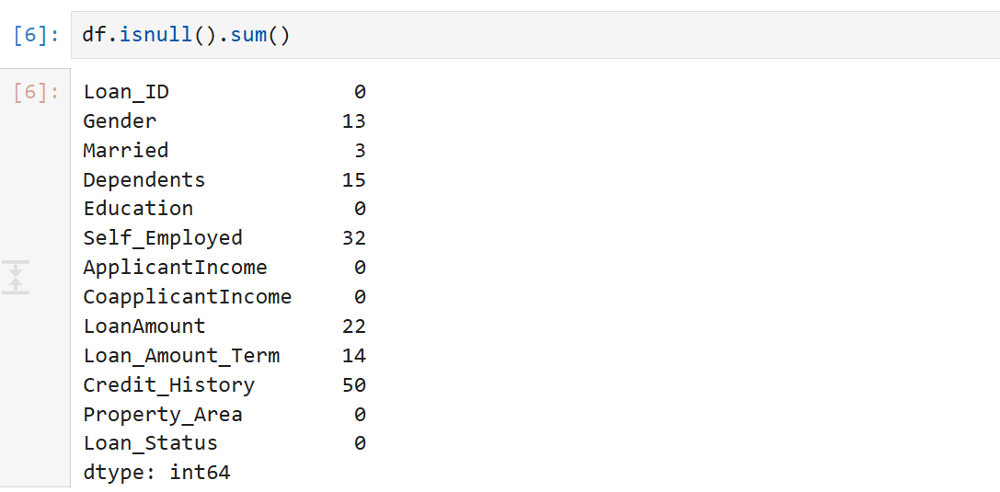 [6]: df.isnull().sum()
[6]: Loan_ID 0
Gender 13
Married 3
Dependents 15
Education 0
Self_Employed 32
ApplicantIncome 0
CoapplicantIncome 0
LoanAmount 22
Loan_Amount_Term 14
Credit_History 50
Property_Area 0
Loan_Status 0
dtype: int64